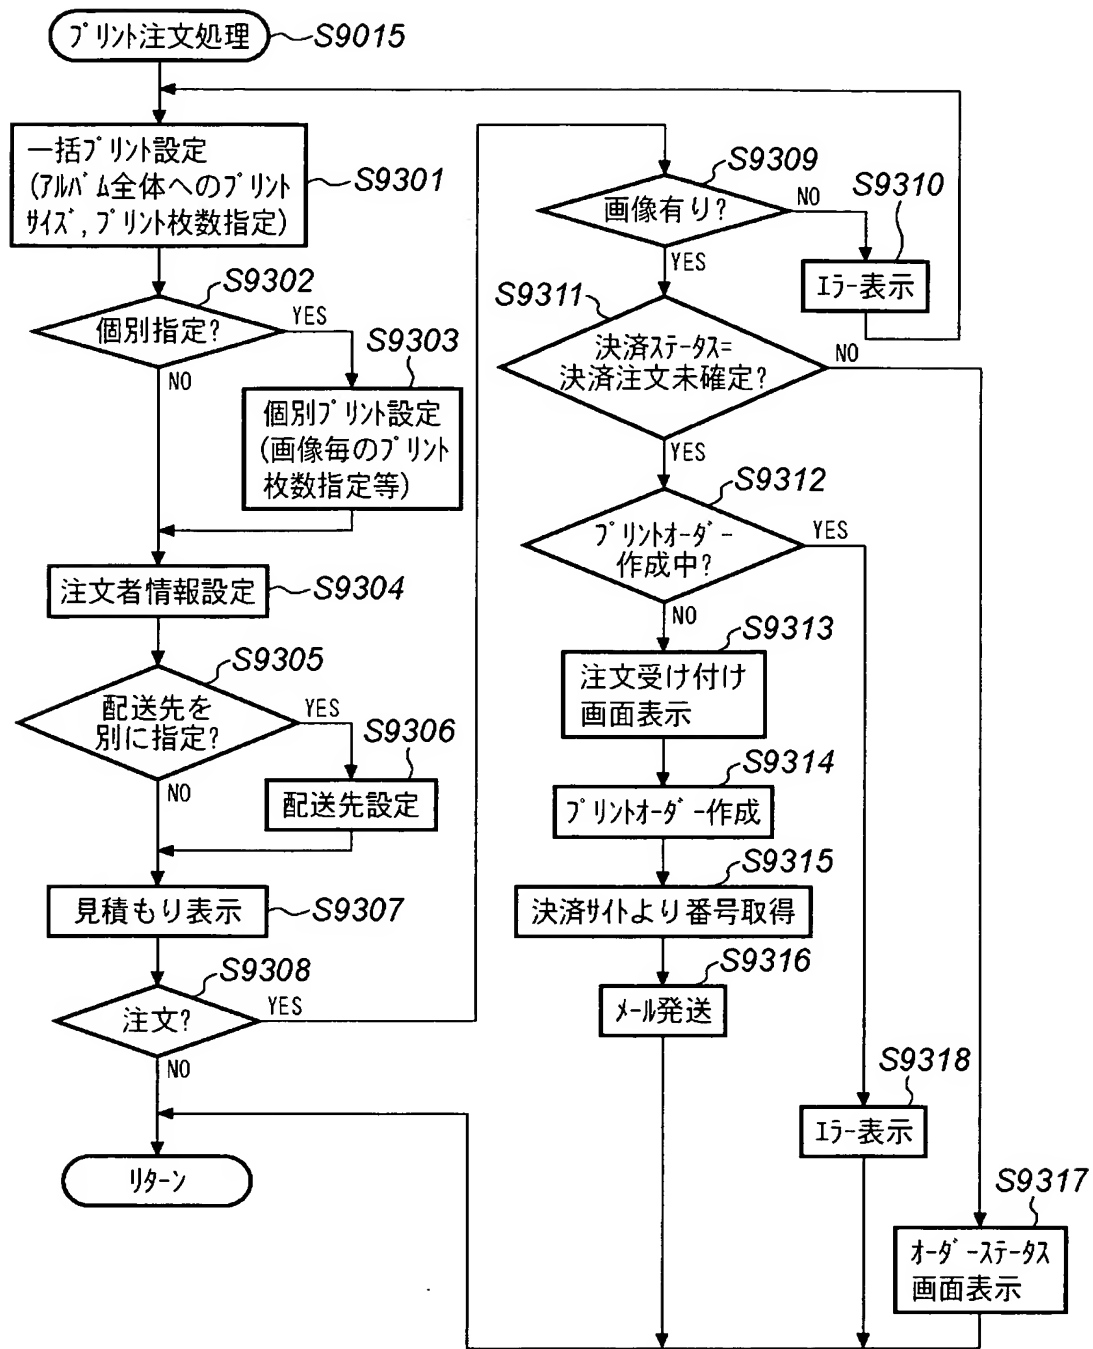 プリント注文処理
S9015
一括プリント設定
(アルバム全体へのプリント
サイズ,プリント枚数指定)
S9301
S9302
個別指定?
YES
NO
S9303
個別プリント設定
(画像毎のプリント
枚数指定等)
注文者情報設定
S9304
S9305
配送先を
別に指定?
YES
NO
S9306
配送先設定
見積もり表示
S9307
S9308
注文?
YES
NO
リターン
S9309
画像有り?
NO
YES
S9310
エラー表示
S9311
決済ステータス=
決済注文未確定?
NO
YES
S9312
プリントオーダー
作成中?
YES
NO
S9313
注文受け付け
画面表示
S9314
プリントオーダー作成
S9315
決済サイトより番号取得
S9316
メール発送
S9318
エラー表示
S9317
オーダーステータス
画面表示